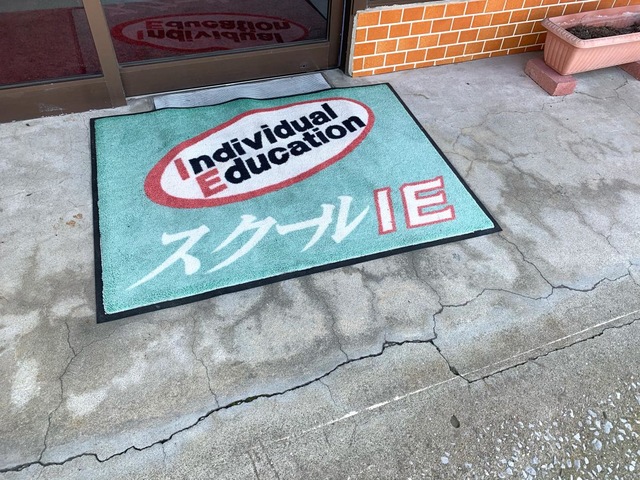 Individual
Education
スクールIE